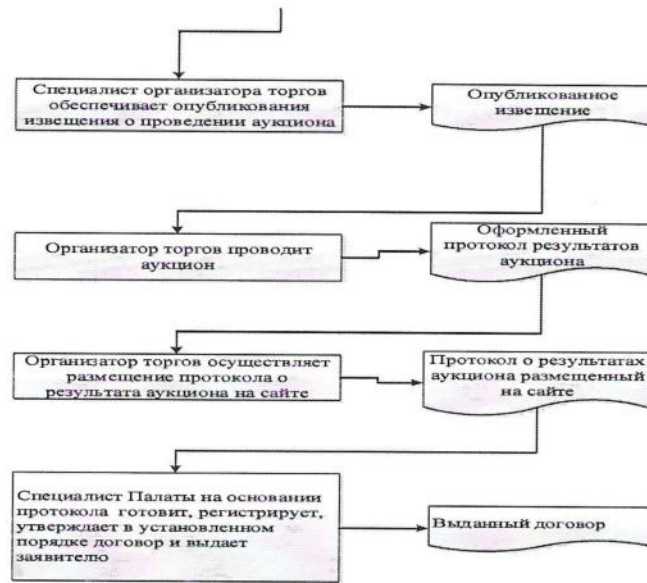 Специалист организатора торгов
обеспечивает опубликования
извещения о проведении аукциона
Опубликованное
извещение
Организатор торгов проводит
аукцион
Оформленный
протокол результатов
аукциона
Организатор торгов осуществляет
размещение протокола о
результата аукциона на сайте
Протокол о результатах
аукциона размещенный
на сайте
Специалист Палаты на основании
протокола готовит, регистрирует,
утверждает в установленном
порядке договор и выдает
заявителю
Выданный договор